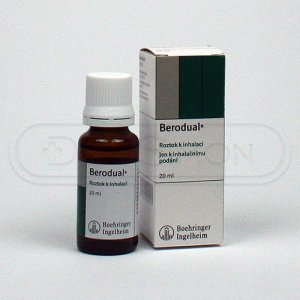 Berodual®
Roztok k inhalaci
20 ml
Boehringer
Ingelheim
Berodual®
Roztok k inhalaci
Jen k inhalačnímu
podání
20 ml
Boehringer
Ingelheim